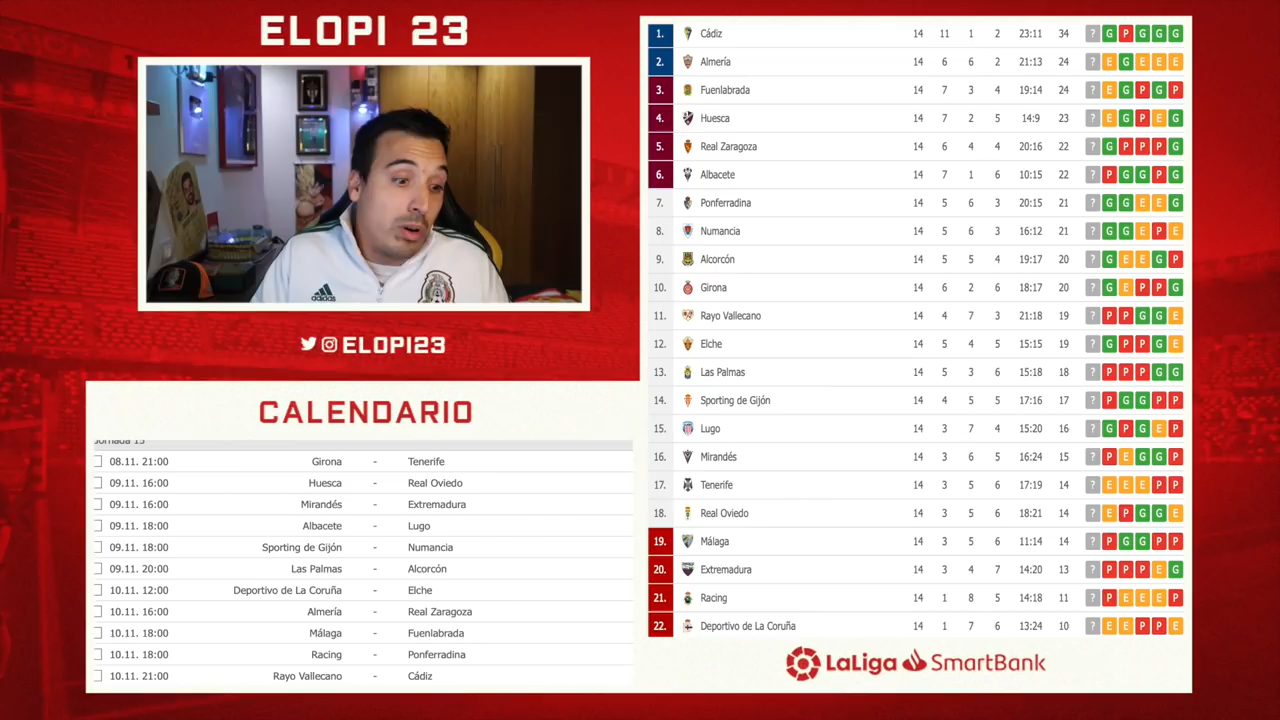 ELOPI 23
adidas
ELOPI23
CALENDARIO
Jornada 15
08.11. 21:00 Girona - Tenerife
09.11. 16:00 Huesca - Real Oviedo
09.11. 16:00 Mirandés - Extremadura
09.11. 18:00 Albacete - Lugo
09.11. 18:00 Sporting de Gijón - Numancia
09.11. 20:00 Las Palmas - Alcorcón
10.11. 12:00 Deportivo de La Coruña - Elche
10.11. 16:00 Almería - Real Zaragoza
10.11. 18:00 Málaga - Fuenlabrada
10.11. 18:00 Racing - Ponferradina
10.11. 21:00 Rayo Vallecano - Cádiz
1. Cádiz 14 11 1 2 23:11 34 ? G P G G G
2. Almería 14 6 6 2 21:13 24 ? E G E E E
3. Fuenlabrada 14 7 3 4 19:14 24 ? E G P G P
4. Huesca 14 7 2 5 14:9 23 ? E G P E G
5. Real Zaragoza 14 6 4 4 20:16 22 ? G P P P G
6. Albacete 14 7 1 6 10:15 22 ? P G G P G
7. Ponferradina 14 5 6 3 20:15 21 ? G G E E G
8. Numancia 14 5 6 3 16:12 21 ? G G E P E
9. Alcorcón 14 5 5 4 19:17 20 ? G E E G P
10. Girona 14 6 2 6 18:17 20 ? G E P P G
11. Rayo Vallecano 14 4 7 3 21:18 19 ? P P G G E
12. Elche 14 5 4 5 15:15 19 ? G P P G E
13. Las Palmas 14 5 3 6 15:18 18 ? P P P G G
14. Sporting de Gijón 14 4 5 5 17:16 17 ? P G G P P
15. Lugo 14 3 7 4 15:20 16 ? G P G E P
16. Mirandés 14 3 6 5 16:24 15 ? P E G G P
17. Tenerife 14 3 5 6 17:19 14 ? E E E P P
18. Real Oviedo 14 3 5 6 18:21 14 ? E P G G E
19. Málaga 14 3 5 6 11:14 14 ? P G G P P
20. Extremadura 14 3 4 7 14:20 13 ? P P P E G
21. Racing 14 1 8 5 14:18 11 ? P E E E P
22. Deportivo de La Coruña 14 1 7 6 13:24 10 ? E E P P E
LaLiga SmartBank